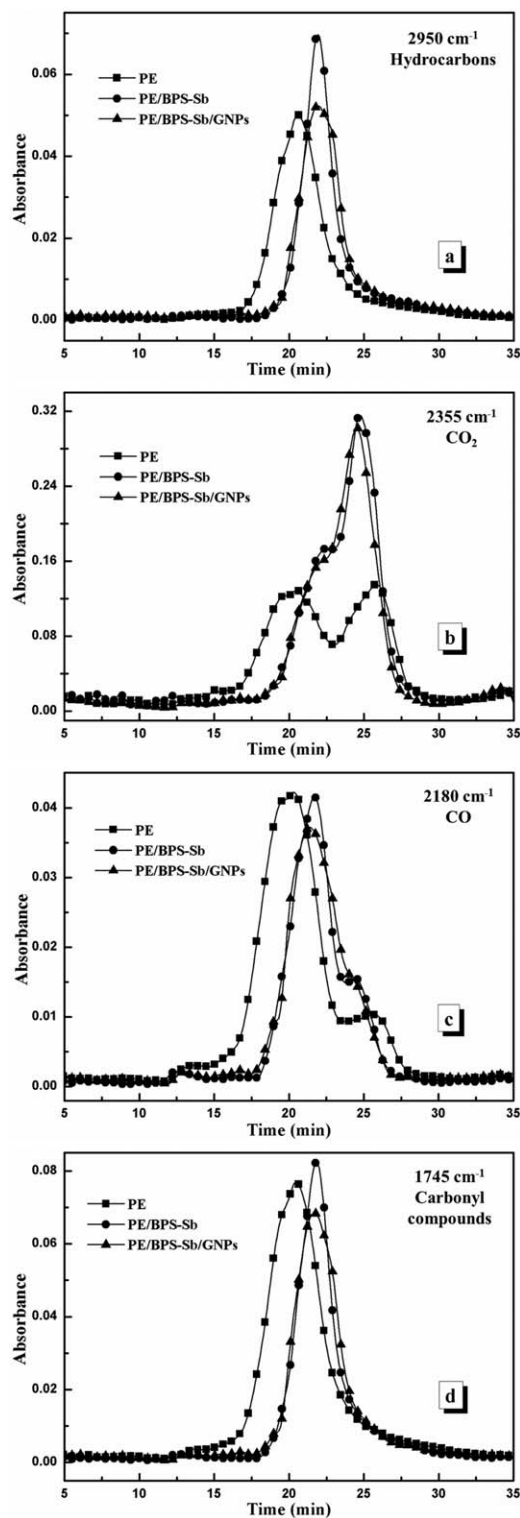 2950 cm⁻¹
Hydrocarbons
PE
PE/BPS-Sb
PE/BPS-Sb/GNPs
0.06
0.04
0.02
0.00
Absorbance
a
5 10 15 20 25 30 35
Time (min)
2355 cm⁻¹
CO₂
PE
PE/BPS-Sb
PE/BPS-Sb/GNPs
0.32
0.24
0.16
0.08
0.00
Absorbance
b
5 10 15 20 25 30 35
Time (min)
2180 cm⁻¹
CO
PE
PE/BPS-Sb
PE/BPS-Sb/GNPs
0.04
0.03
0.02
0.01
0.00
Absorbance
c
5 10 15 20 25 30 35
Time (min)
1745 cm⁻¹
Carbonyl
compounds
PE
PE/BPS-Sb
PE/BPS-Sb/GNPs
0.08
0.06
0.04
0.02
0.00
Absorbance
d
5 10 15 20 25 30 35
Time (min)